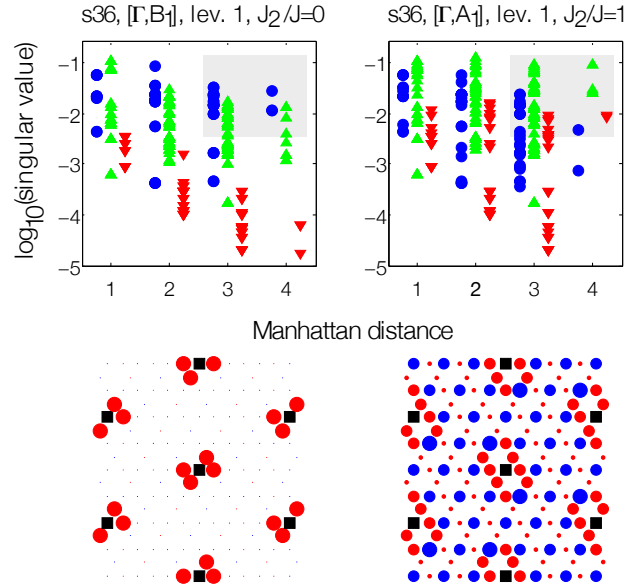 s36, [Γ,B1], lev. 1, J2/J=0
s36, [Γ,A1], lev. 1, J2/J=1
log10(singular value)
−1
−2
−3
−4
−5
1 2 3 4
−1
−2
−3
−4
−5
1 2 3 4
Manhattan distance